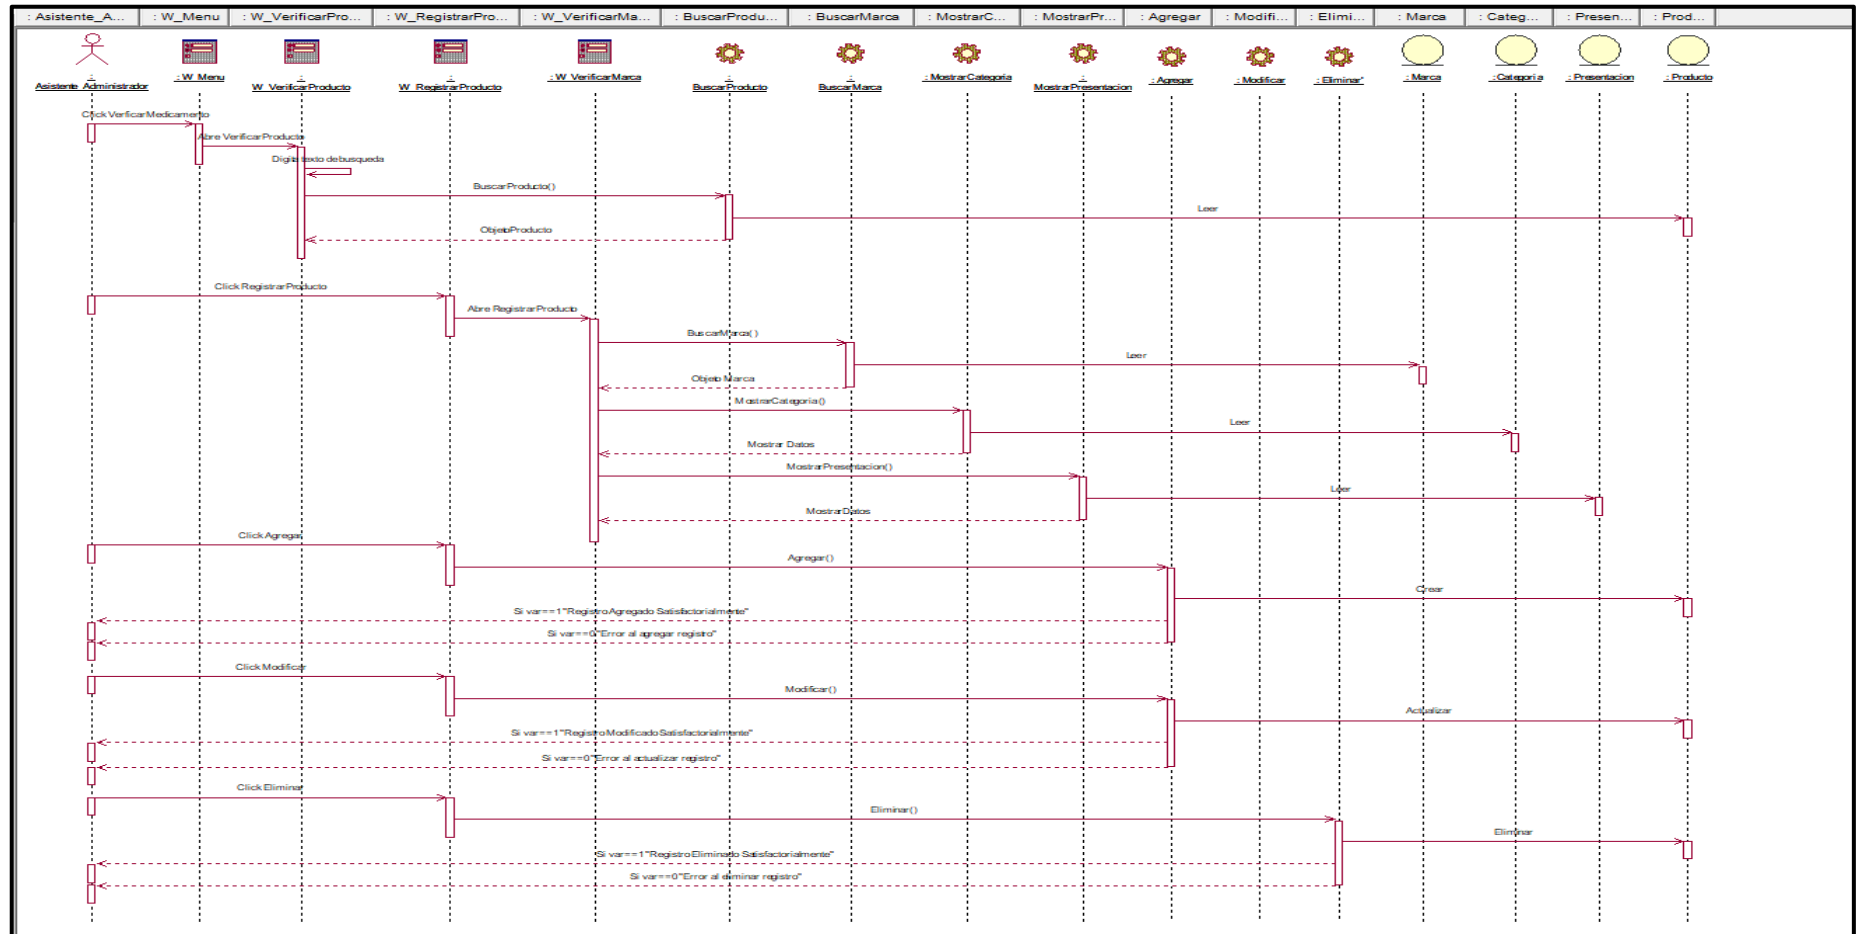 : Asistente_A...
: W_Menu
: W_VerificarPro...
: W_RegistrarPro...
: W_VerificarMa...
: BuscarProdu...
: BuscarMarca
: MostrarC...
: MostrarPr...
: Agregar
: Modifi...
: Elimi...
: Marca
: Categ...
: Presen...
: Prod...
:
Asistente_Administrador
: W_Menu
:
W_VerificarProducto
:
W_RegistrarProducto
: W_VerificarMarca
:
BuscarProducto
:
BuscarMarca
: MostrarCategoria
:
MostrarPresentacion
: Agregar
: Modificar
: Eliminar'
: Marca
: Categoria
: Presentacion
: Producto
Click VerificarMedicamento
Abre VerificarProducto
Digita texto de busqueda
BuscarProducto( )
Leer
ObjetoProducto
Click RegistrarProducto
Abre RegistrarProducto
BuscarMarca( )
Leer
Objeto Marca
MostrarCategoria()
Leer
Mostrar Datos
MostrarPresentacion( )
Leer
MostrarDatos
Click Agregar
Agregar( )
Crear
Si var==1"Registro Agregado Satisfactorialmente"
Si var==0"Error al agregar registro"
Click Modificar
Modificar( )
Actualizar
Si var==1"Registro Modificado Satisfactorialmente"
Si var==0"Error al actualizar registro"
Click Eliminar
Eliminar( )
Eliminar
Si var==1"Registro Eliminado Satisfactorialmente"
Si var==0"Error al eliminar registro"